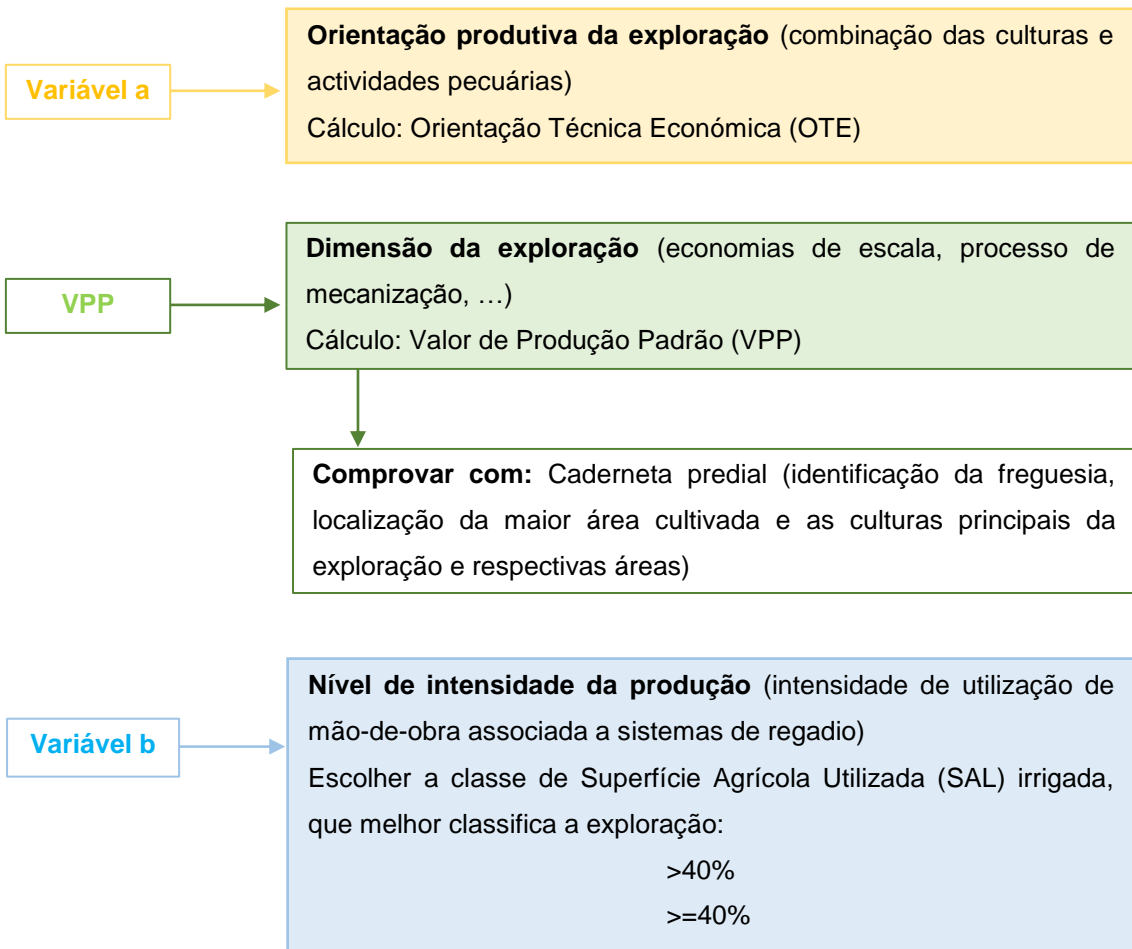 Variável a
Orientação produtiva da exploração (combinação das culturas e
actividades pecuárias)
Cálculo: Orientação Técnica Económica (OTE)
VPP
Dimensão da exploração (economias de escala, processo de
mecanização, …)
Cálculo: Valor de Produção Padrão (VPP)
Comprovar com: Caderneta predial (identificação da freguesia,
localização da maior área cultivada e as culturas principais da
exploração e respectivas áreas)
Variável b
Nível de intensidade da produção (intensidade de utilização de
mão-de-obra associada a sistemas de regadio)
Escolher a classe de Superfície Agrícola Utilizada (SAL) irrigada,
que melhor classifica a exploração:
>40%
>=40%